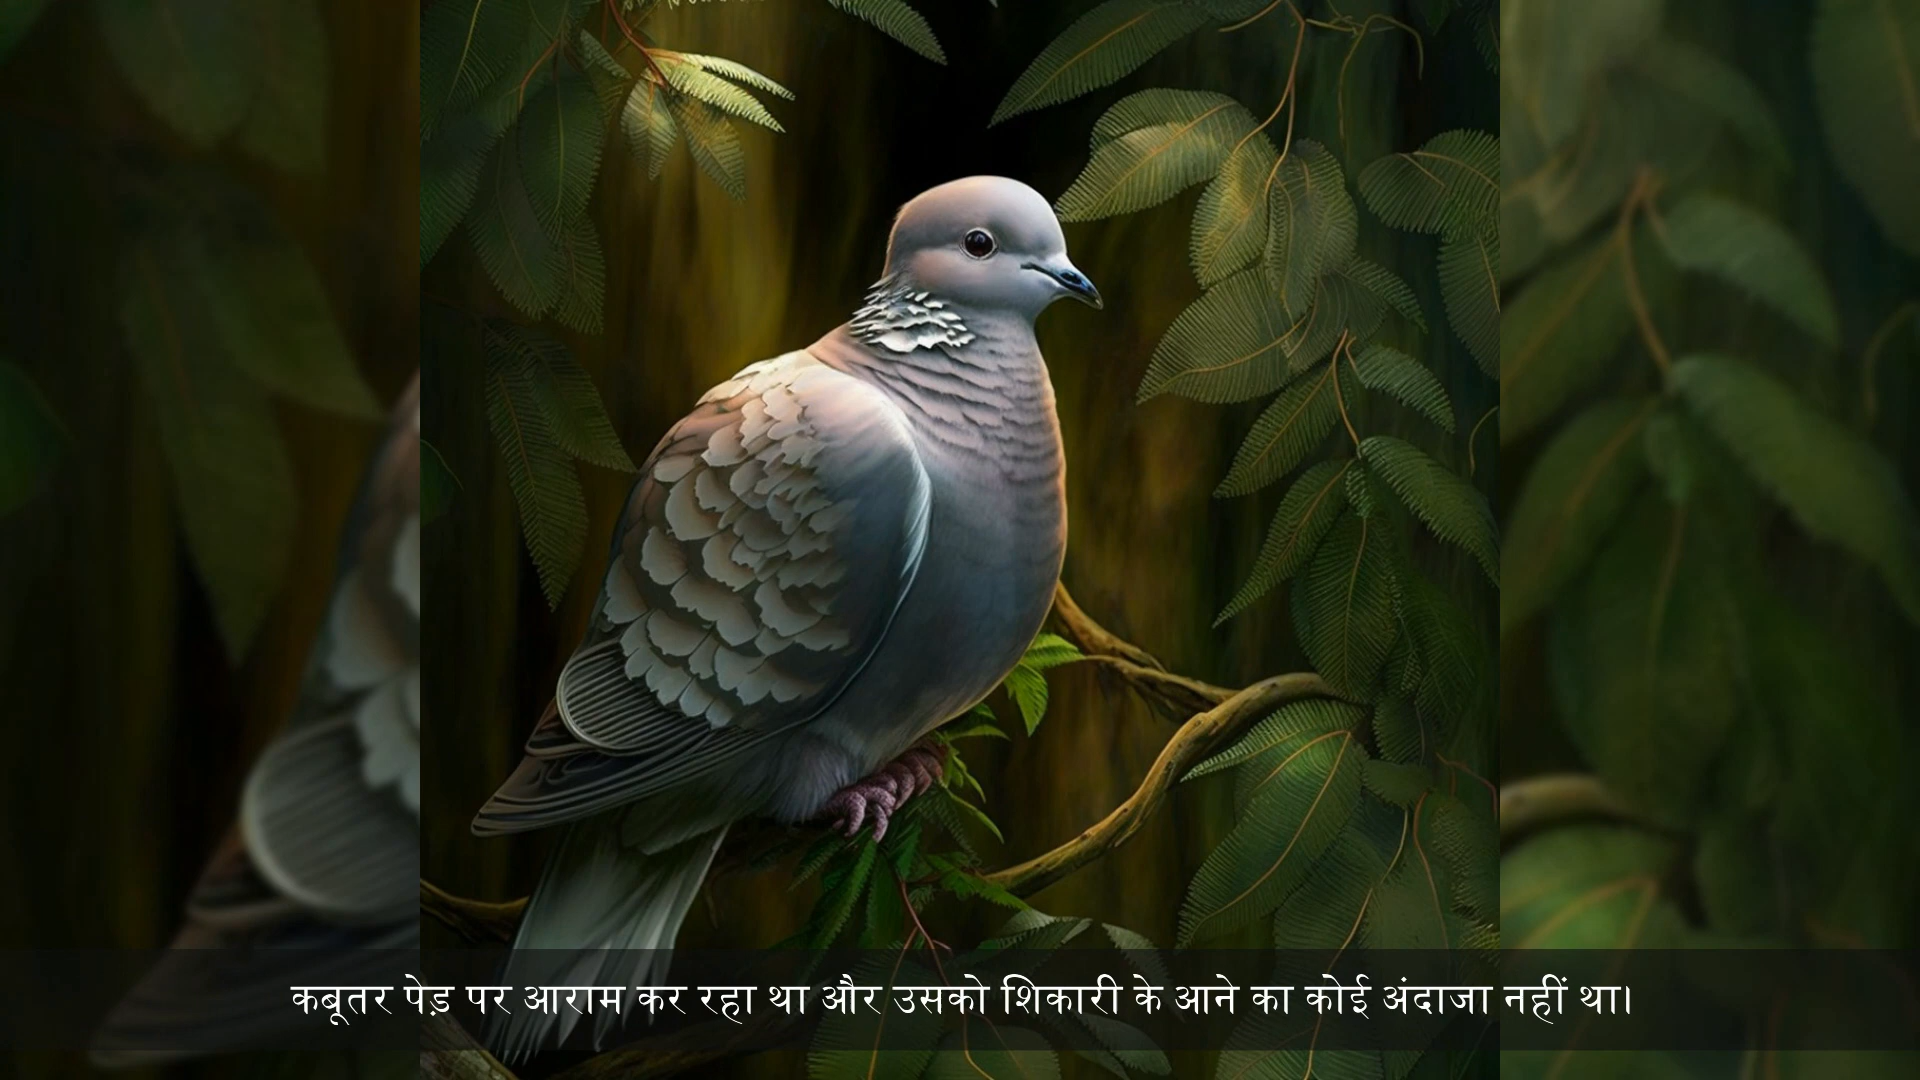 कबूतर पेड़ पर आराम कर रहा था और उसको शिकारी के आने का कोई अंदाजा नहीं था।